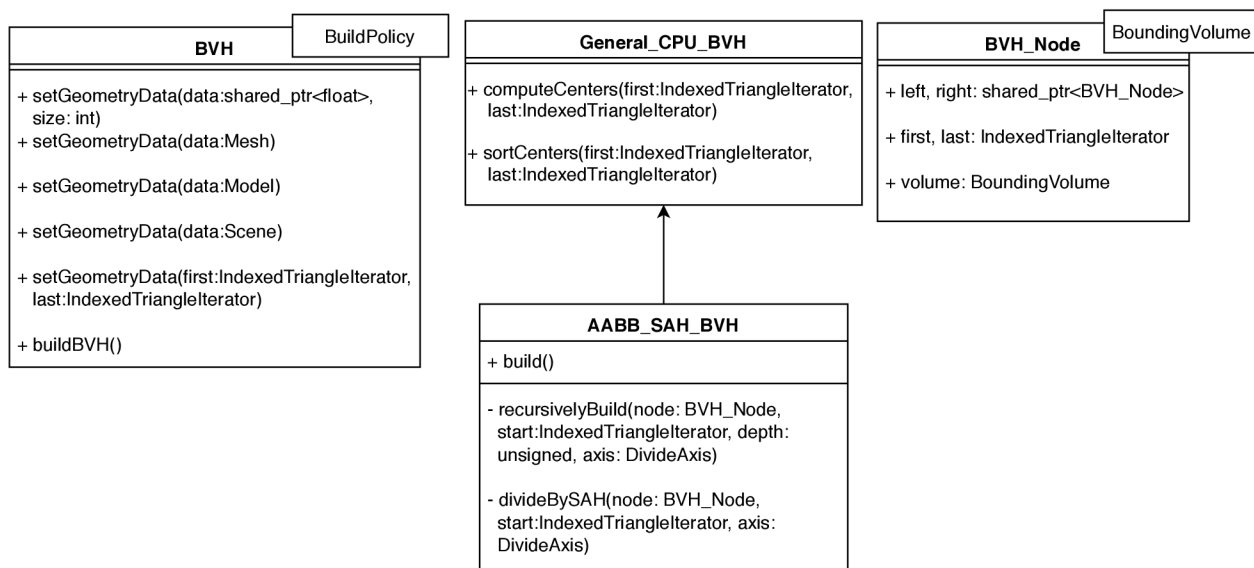 BVH
BuildPolicy
+ setGeometryData(data:shared_ptr<float>,
size: int)
+ setGeometryData(data:Mesh)
+ setGeometryData(data:Model)
+ setGeometryData(data:Scene)
+ setGeometryData(first:IndexedTriangleIterator,
last:IndexedTriangleIterator)
+ buildBVH()
General_CPU_BVH
+ computeCenters(first:IndexedTriangleIterator,
last:IndexedTriangleIterator)
+ sortCenters(first:IndexedTriangleIterator,
last:IndexedTriangleIterator)
AABB_SAH_BVH
+ build()
- recursivelyBuild(node: BVH_Node,
start:IndexedTriangleIterator, depth:
unsigned, axis: DivideAxis)
- divideBySAH(node: BVH_Node,
start:IndexedTriangleIterator, axis:
DivideAxis)
BVH_Node
BoundingVolume
+ left, right: shared_ptr<BVH_Node>
+ first, last: IndexedTriangleIterator
+ volume: BoundingVolume